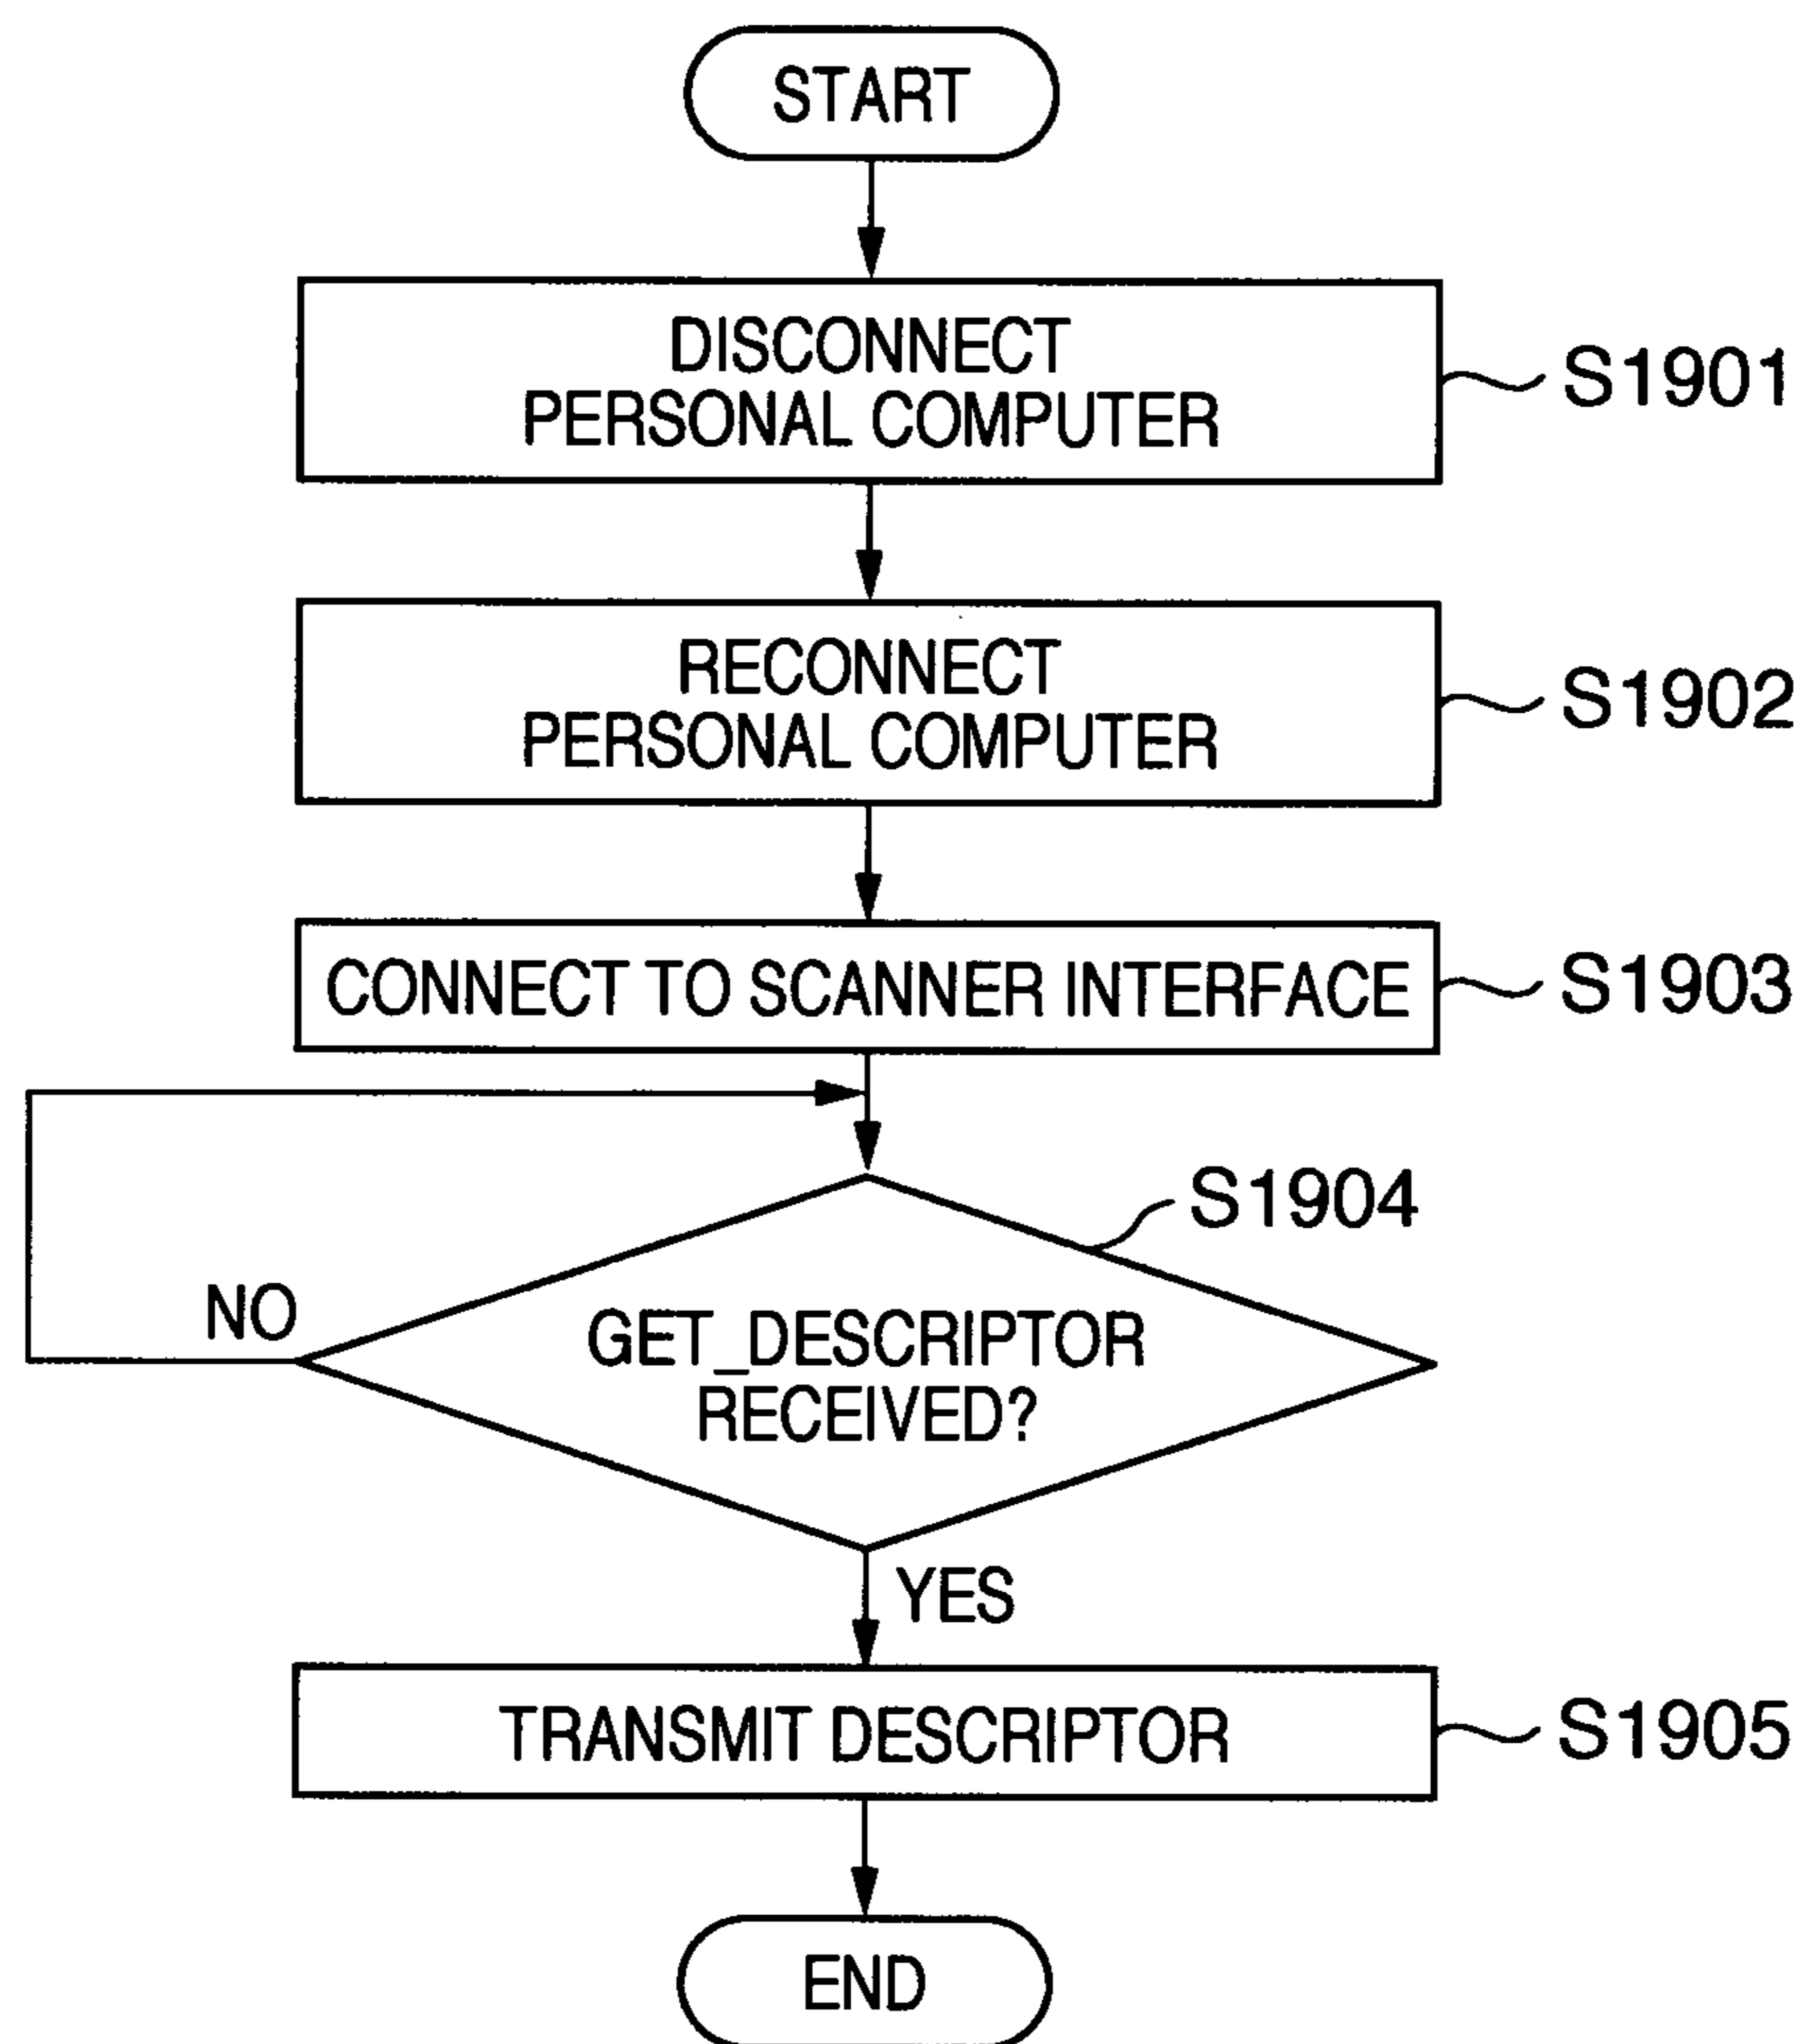 START
DISCONNECT
PERSONAL COMPUTER
S1901
RECONNECT
PERSONAL COMPUTER
S1902
CONNECT TO SCANNER INTERFACE
S1903
S1904
NO
GET_DESCRIPTOR
RECEIVED?
YES
TRANSMIT DESCRIPTOR
S1905
END